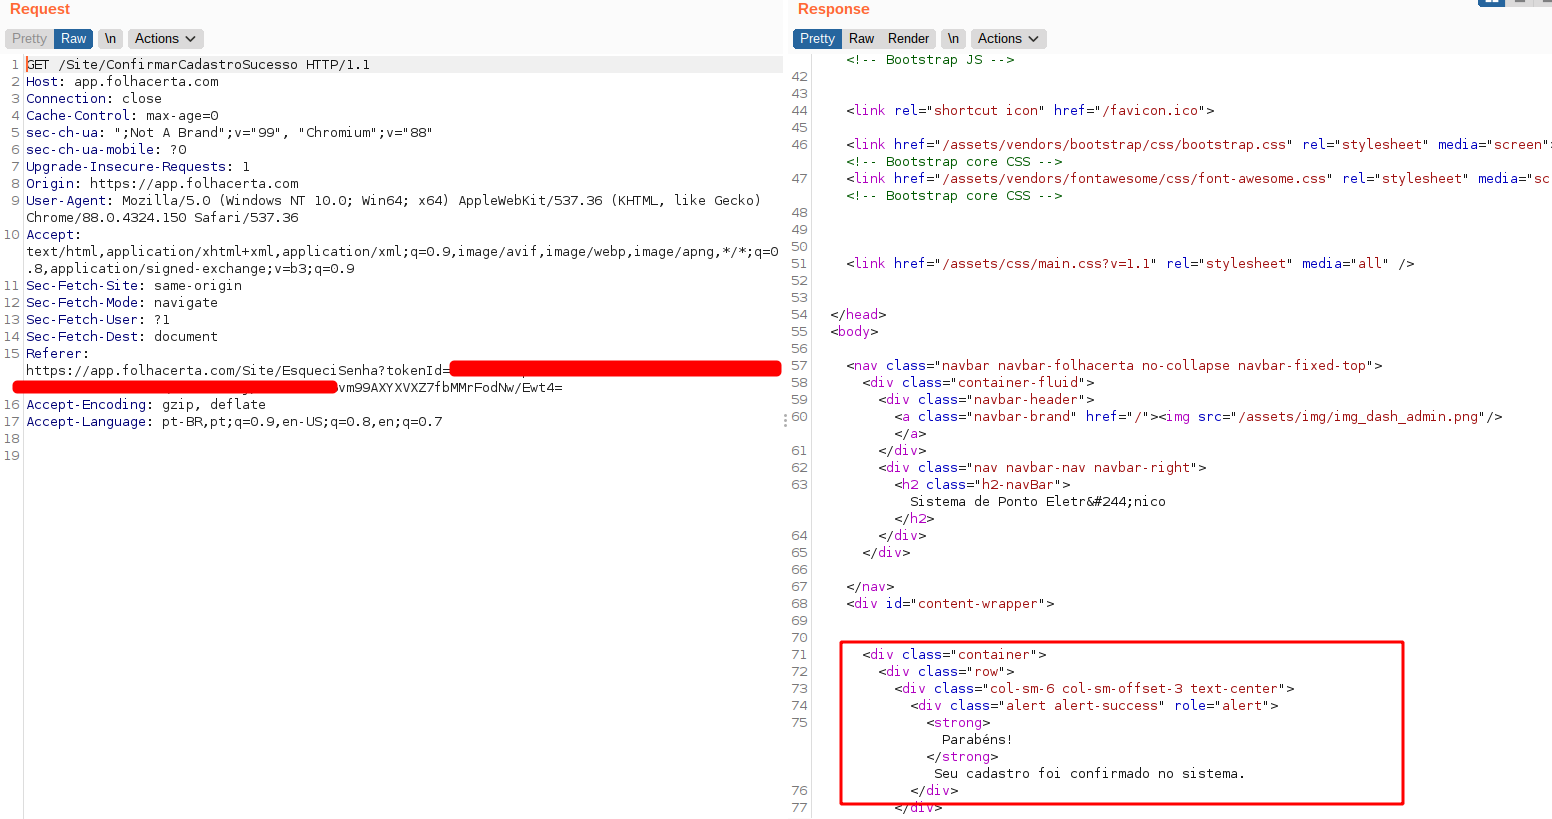 Request
Pretty Raw \n Actions
1 GET /Site/ConfirmarCadastroSucesso HTTP/1.1
2 Host: app.folhacerta.com
3 Connection: close
4 Cache-Control: max-age=0
5 sec-ch-ua: ";Not A Brand";v="99", "Chromium";v="88"
6 sec-ch-ua-mobile: ?0
7 Upgrade-Insecure-Requests: 1
8 Origin: https://app.folhacerta.com
9 User-Agent: Mozilla/5.0 (Windows NT 10.0; Win64; x64) AppleWebKit/537.36 (KHTML, like Gecko)
Chrome/88.0.4324.150 Safari/537.36
10 Accept:
text/html,application/xhtml+xml,application/xml;q=0.9,image/avif,image/webp,image/apng,*/*;q=0
.8,application/signed-exchange;v=b3;q=0.9
11 Sec-Fetch-Site: same-origin
12 Sec-Fetch-Mode: navigate
13 Sec-Fetch-User: ?1
14 Sec-Fetch-Dest: document
15 Referer:
https://app.folhacerta.com/Site/EsqueciSenha?tokenId=
vm99AXYXVXZ7fbMMrFodNw/Ewt4=
16 Accept-Encoding: gzip, deflate
17 Accept-Language: pt-BR,pt;q=0.9,en-US;q=0.8,en;q=0.7
18
19
Response
Pretty Raw Render \n Actions
<!-- Bootstrap JS -->
42
43
44 <link rel="shortcut icon" href="/favicon.ico">
45
46 <link href="/assets/vendors/bootstrap/css/bootstrap.css" rel="stylesheet" media="screen">
<!-- Bootstrap core CSS -->
47 <link href="/assets/vendors/fontawesome/css/font-awesome.css" rel="stylesheet" media="sc
<!-- Bootstrap core CSS -->
48
49
50
51 <link href="/assets/css/main.css?v=1.1" rel="stylesheet" media="all" />
52
53
54 </head>
55 <body>
56
57 <nav class="navbar navbar-folhacerta no-collapse navbar-fixed-top">
58 <div class="container-fluid">
59 <div class="navbar-header">
60 <a class="navbar-brand" href="/"><img src="/assets/img/img_dash_admin.png"/>
</a>
61 </div>
62 <div class="nav navbar-nav navbar-right">
63 <h2 class="h2-navBar">
Sistema de Ponto Eletr&#244;nico
</h2>
64 </div>
65 </div>
66
67 </nav>
68 <div id="content-wrapper">
69
70
71 <div class="container">
72 <div class="row">
73 <div class="col-sm-6 col-sm-offset-3 text-center">
74 <div class="alert alert-success" role="alert">
75 <strong>
Parabéns!
</strong>
Seu cadastro foi confirmado no sistema.
76 </div>
77 </div>